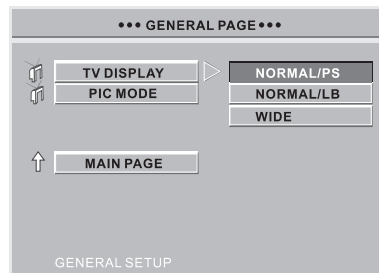 ••• GENERAL PAGE •••
TV DISPLAY
NORMAL/PS
PIC MODE
NORMAL/LB
WIDE
MAIN PAGE
GENERAL SETUP